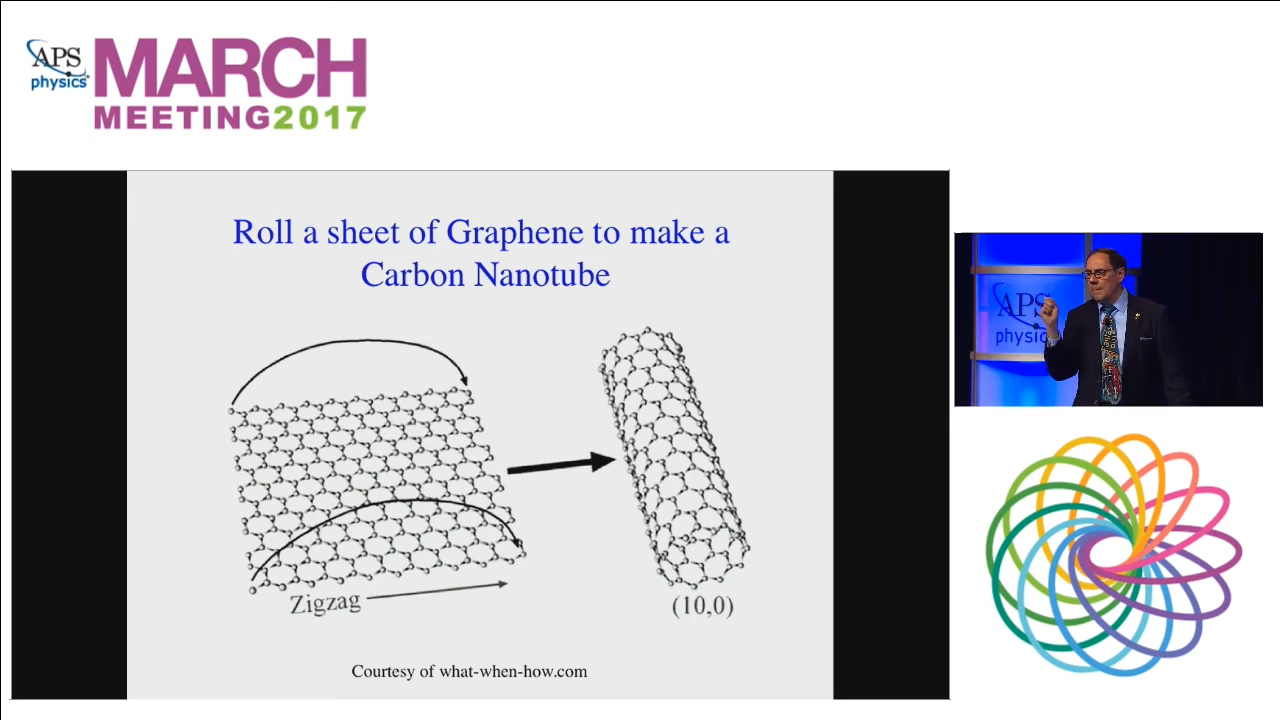 APS
physics
MARCH
MEETING2017
Roll a sheet of Graphene to make a
Carbon Nanotube
Zigzag
(10,0)
Courtesy of what-when-how.com
APS
physic